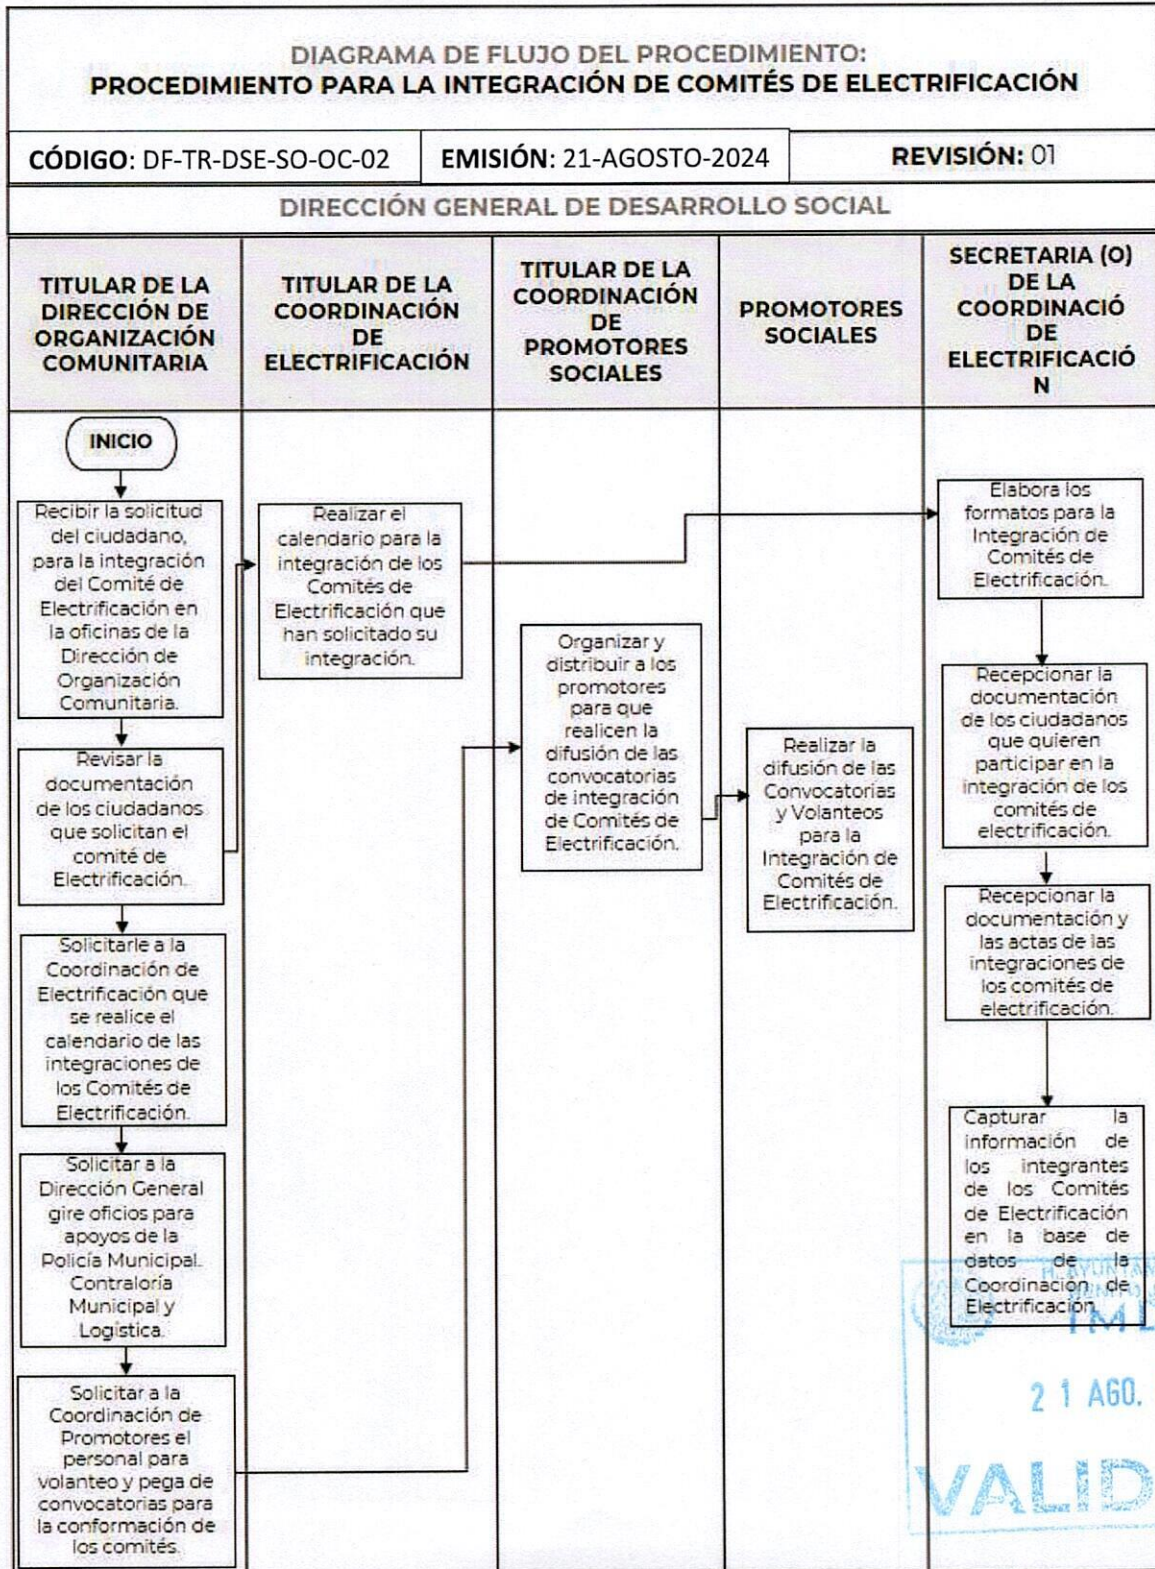 DIAGRAMA DE FLUJO DEL PROCEDIMIENTO:
PROCEDIMIENTO PARA LA INTEGRACIÓN DE COMITÉS DE ELECTRIFICACIÓN
CÓDIGO: DF-TR-DSE-SO-OC-02
EMISIÓN: 21-AGOSTO-2024
REVISIÓN: 01
DIRECCIÓN GENERAL DE DESARROLLO SOCIAL
TITULAR DE LA
DIRECCIÓN DE
ORGANIZACIÓN
COMUNITARIA
TITULAR DE LA
COORDINACIÓN
DE
ELECTRIFICACIÓN
TITULAR DE LA
COORDINACIÓN
DE
PROMOTORES
SOCIALES
PROMOTORES
SOCIALES
SECRETARIA (O)
DE LA
COORDINACIÓ
DE
ELECTRIFICACIÓ
N
INICIO
Recibir la solicitud
del ciudadano,
para la integración
del Comité de
Electrificación en
la oficinas de la
Dirección de
Organización
Comunitaria.
Revisar la
documentación
de los ciudadanos
que solicitan el
comité de
Electrificación.
Solicitarle a la
Coordinación de
Electrificación que
se realice el
calendario de las
integraciones de
los Comités de
Electrificación.
Solicitar a la
Dirección General
gire oficios para
apoyos de la
Policía Municipal.
Contraloría
Municipal y
Logística.
Solicitar a la
Coordinación de
Promotores el
personal para
volanteo y pega de
convocatorias para
la conformación de
los comités.
Realizar el
calendario para la
integración de los
Comités de
Electrificación que
han solicitado su
integración.
Organizar y
distribuir a los
promotores
para que
realicen la
difusión de las
convocatorias
de integración
de Comités de
Electrificación.
Realizar la
difusión de las
Convocatorias
y Volanteos
para la
Integración de
Comités de
Electrificación.
Elabora los
formatos para la
Integración de
Comités de
Electrificación.
Recepcionar la
documentación
de los ciudadanos
que quieren
participar en la
integración de los
comités de
electrificación.
Recepcionar la
documentación y
las actas de las
integraciones de
los comités de
electrificación.
Capturar la
información de
los integrantes
de los Comités
de Electrificación
en la base de
datos de la
Coordinación de
Electrificación
21 AGO.
VALID